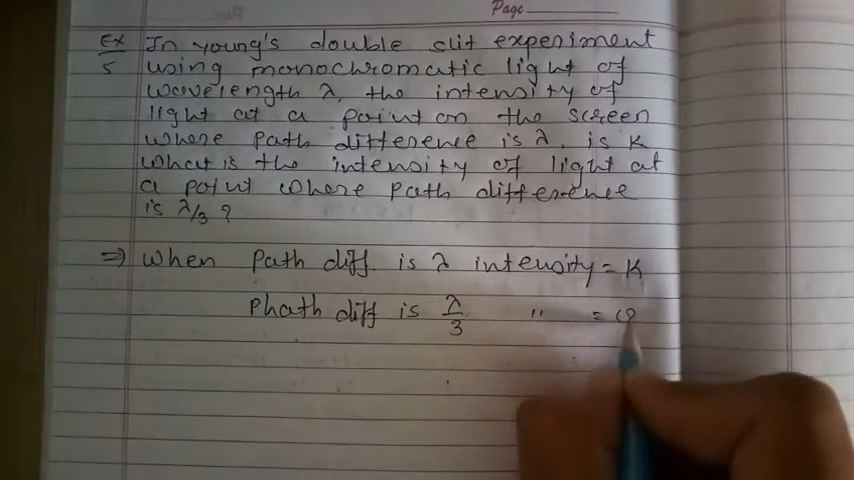 Page
Ex In young's double slit experiment
5 using monochromatic light of
wavelength λ, the intensity of
light at a point on the screen
where path difference is λ, is K
what is the intensity of light at
a point where path difference
is λ/3 ?
⇒ When path diff is λ intensity = K
Phath diff is λ/3 " =